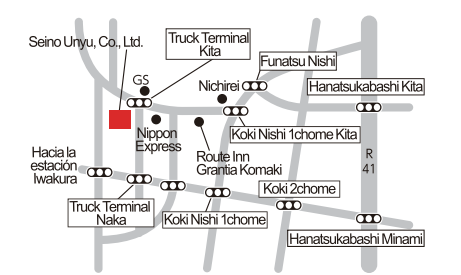 Truck Terminal
Kita
Seino Unyu, Co., Ltd.
Funatsu Nishi
GS
Nichirei
Hanatsukabashi Kita
Nippon
Express
Koki Nishi 1chome Kita
Hacia la
estación
Iwakura
Route Inn
Grantia Komaki
R
41
Koki 2chome
Truck Terminal
Naka
Koki Nishi 1chome
Hanatsukabashi Minami